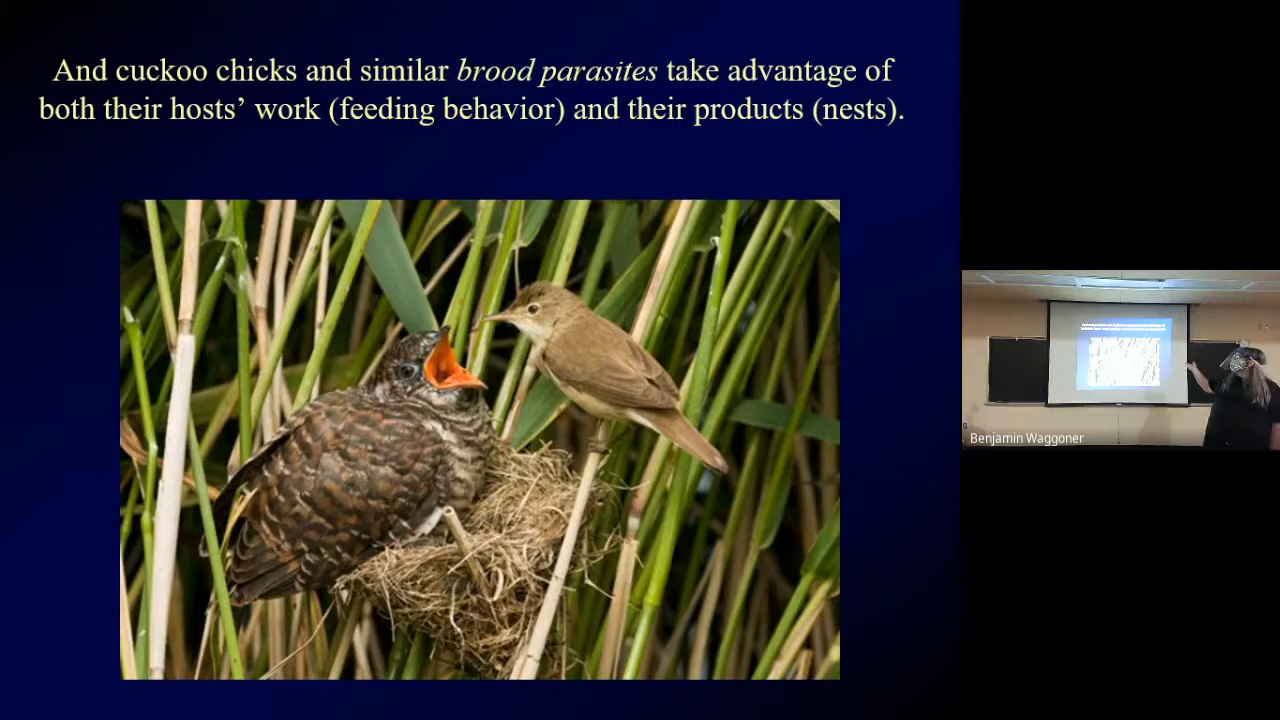 And cuckoo chicks and similar brood parasites take advantage of
both their hosts’ work (feeding behavior) and their products (nests).
Benjamin Waggoner